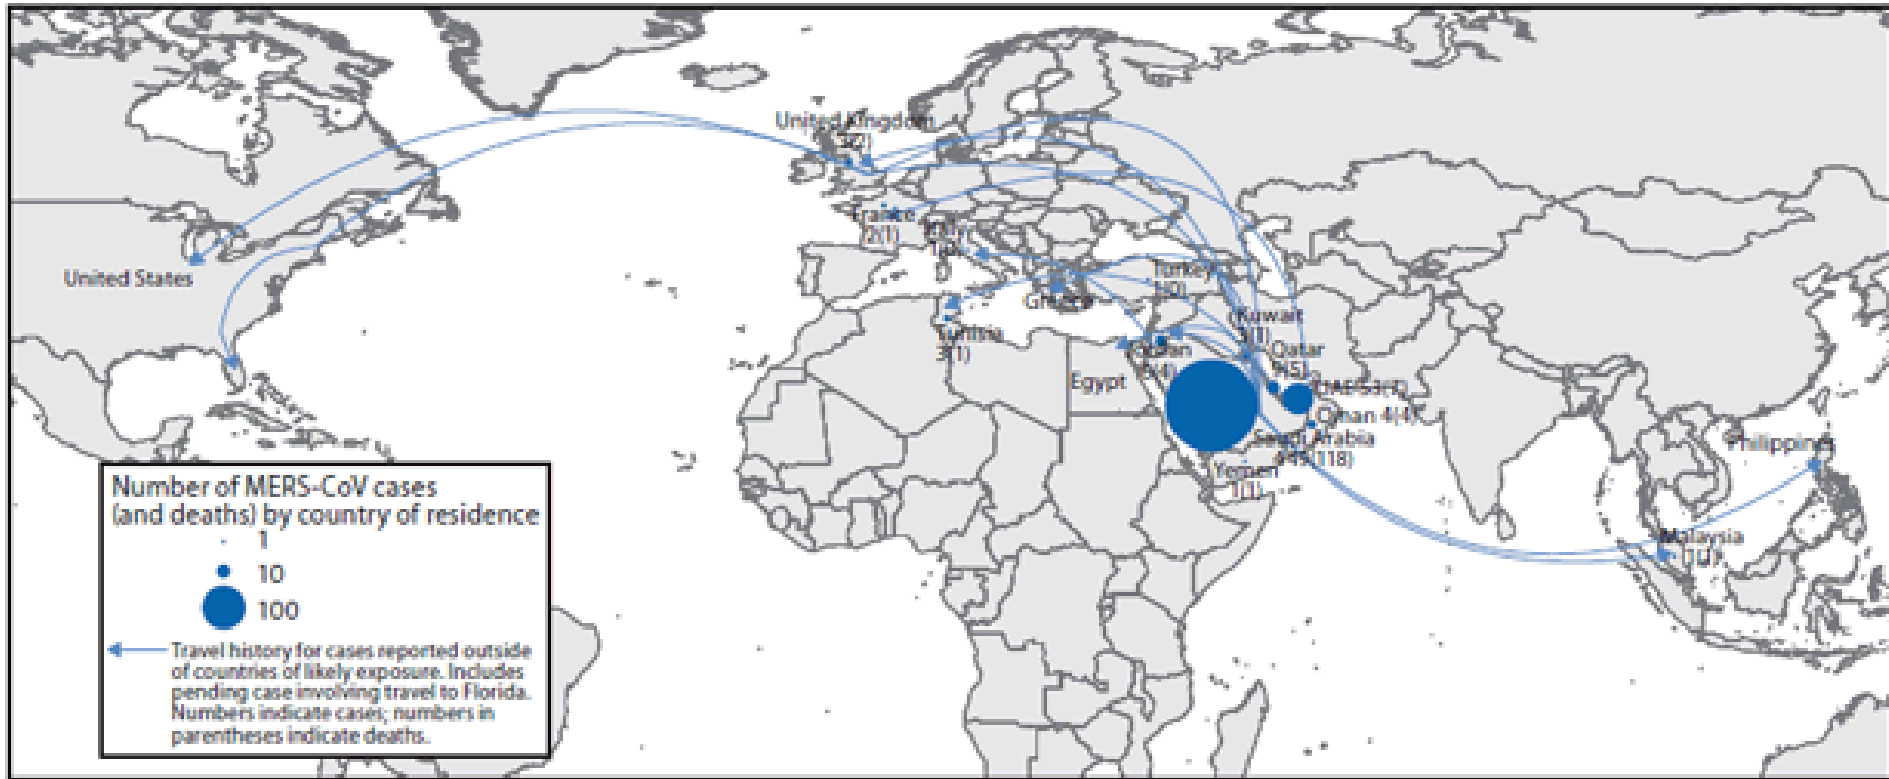 United Kingdom
France
2(1)
United States
Turkey
1(0)
Greece
Kuwait
Tunisia
3(1)
Qatar
Egypt
Oman 4(4)
Saudi Arabia
Yemen
1(1)
Philippines
Malaysia
Number of MERS-CoV cases
(and deaths) by country of residence
1
10
100
Travel history for cases reported outside
of countries of likely exposure. Includes
pending case involving travel to Florida.
Numbers indicate cases; numbers in
parentheses indicate deaths.